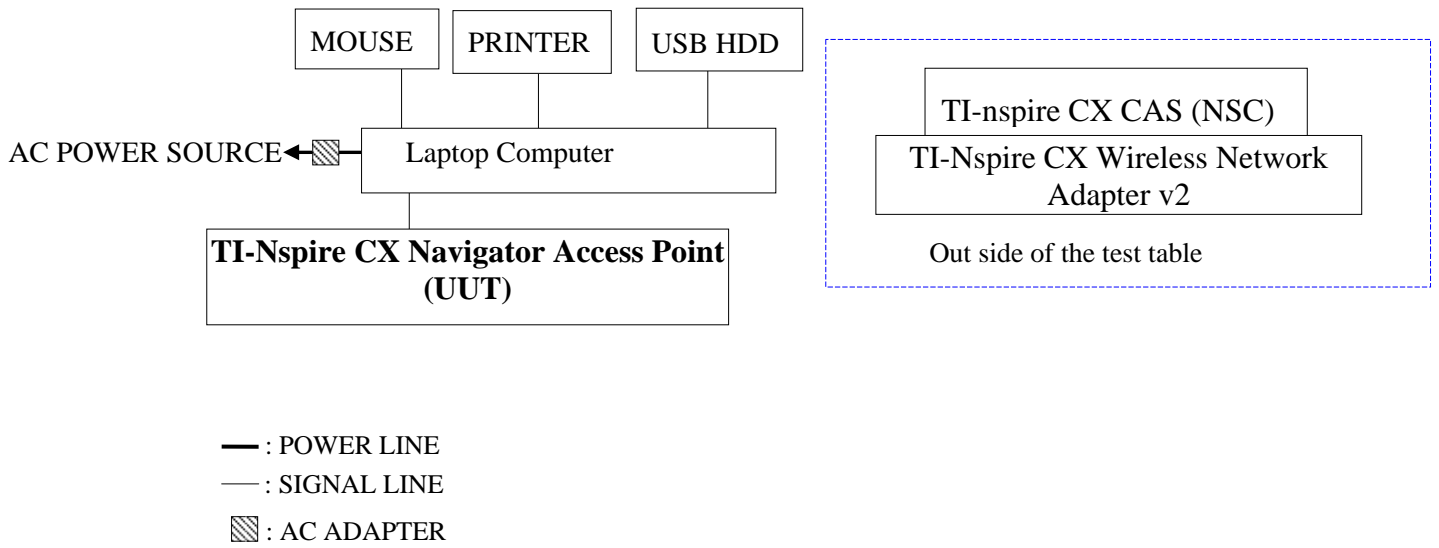 MOUSE
PRINTER
USB HDD
AC POWER SOURCE
Laptop Computer
TI-Nspire CX Navigator Access Point
(UUT)
TI-nspire CX CAS (NSC)
TI-Nspire CX Wireless Network
Adapter v2
Out side of the test table
: POWER LINE
: SIGNAL LINE
: AC ADAPTER